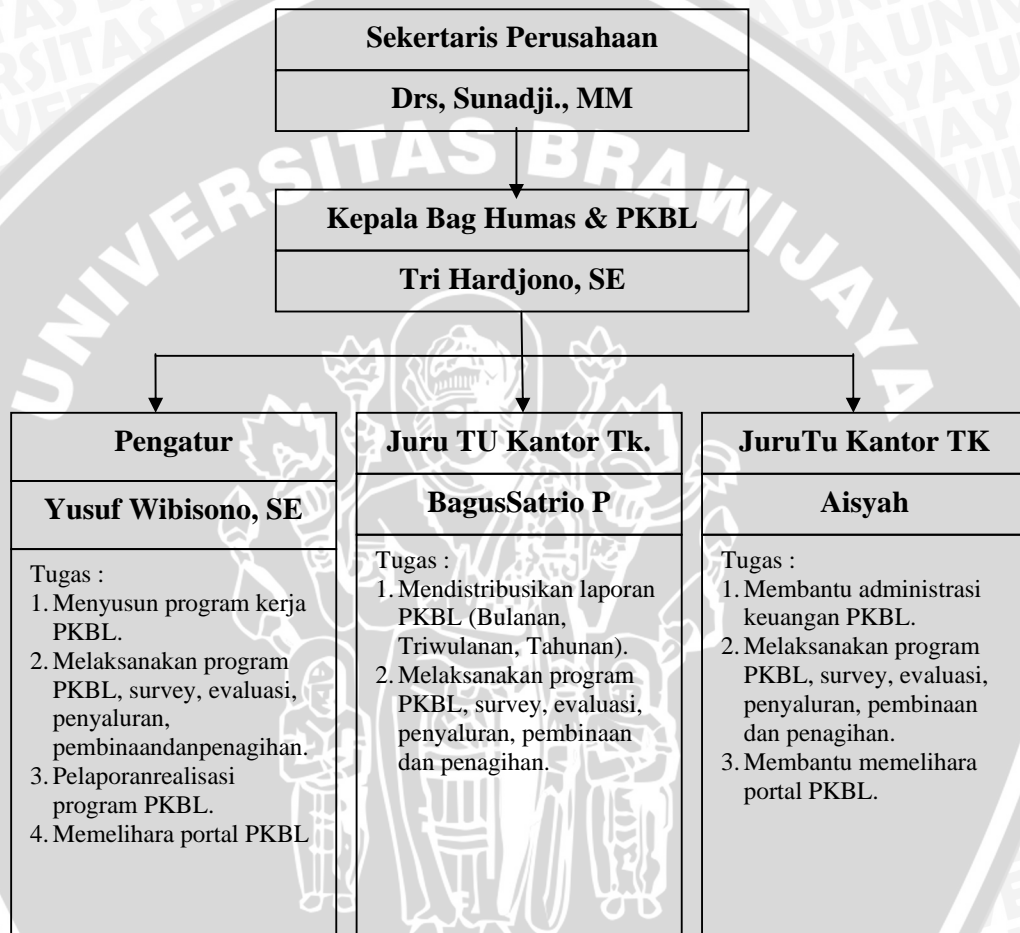 Sekertaris Perusahaan
Drs, Sunadji., MM
UNIVERSITAS BRAWIJAYA
Kepala Bag Humas & PKBL
Tri Hardjono, SE
Pengatur
Yusuf Wibisono, SE
Tugas :
1. Menyusun program kerja
PKBL.
2. Melaksanakan program
PKBL, survey, evaluasi,
penyaluran,
pembinaandanpenagihan.
3. Pelaporanrealisasi
program PKBL.
4. Memelihara portal PKBL
Juru TU Kantor Tk.
BagusSatrio P
Tugas :
1. Mendistribusikan laporan
PKBL (Bulanan,
Triwulanan, Tahunan).
2. Melaksanakan program
PKBL, survey, evaluasi,
penyaluran, pembinaan
dan penagihan.
JuruTu Kantor TK
Aisyah
Tugas :
1. Membantu administrasi
keuangan PKBL.
2. Melaksanakan program
PKBL, survey, evaluasi,
penyaluran, pembinaan
dan penagihan.
3. Membantu memelihara
portal PKBL.